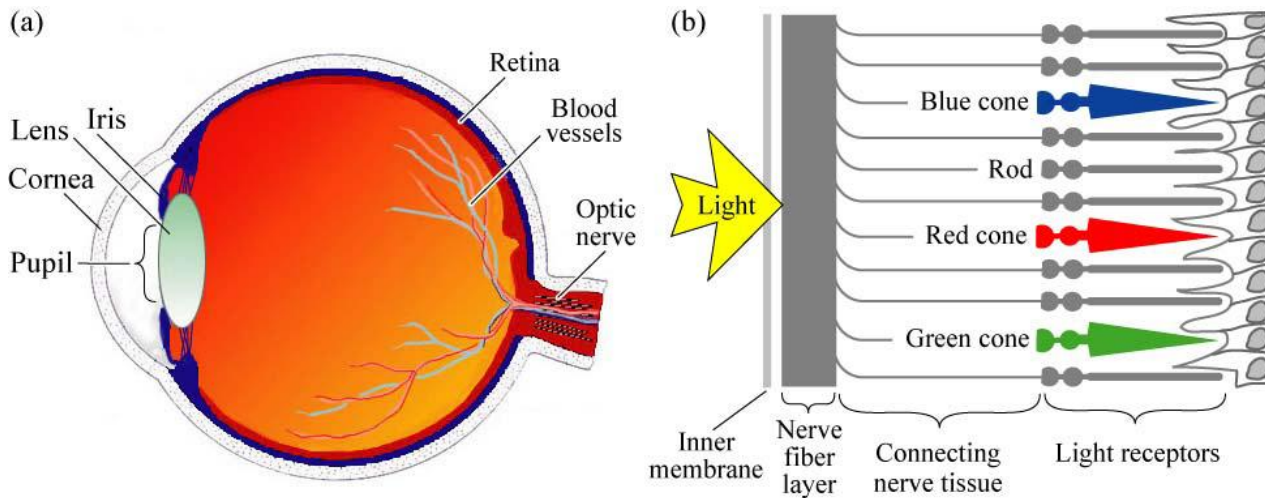 (a)
Retina
Blood
vessels
Iris
Lens
Cornea
Optic
nerve
Pupil
(b)
Blue cone
Rod
Light
Red cone
Green cone
Inner
membrane
Nerve
fiber
layer
Connecting
nerve tissue
Light receptors